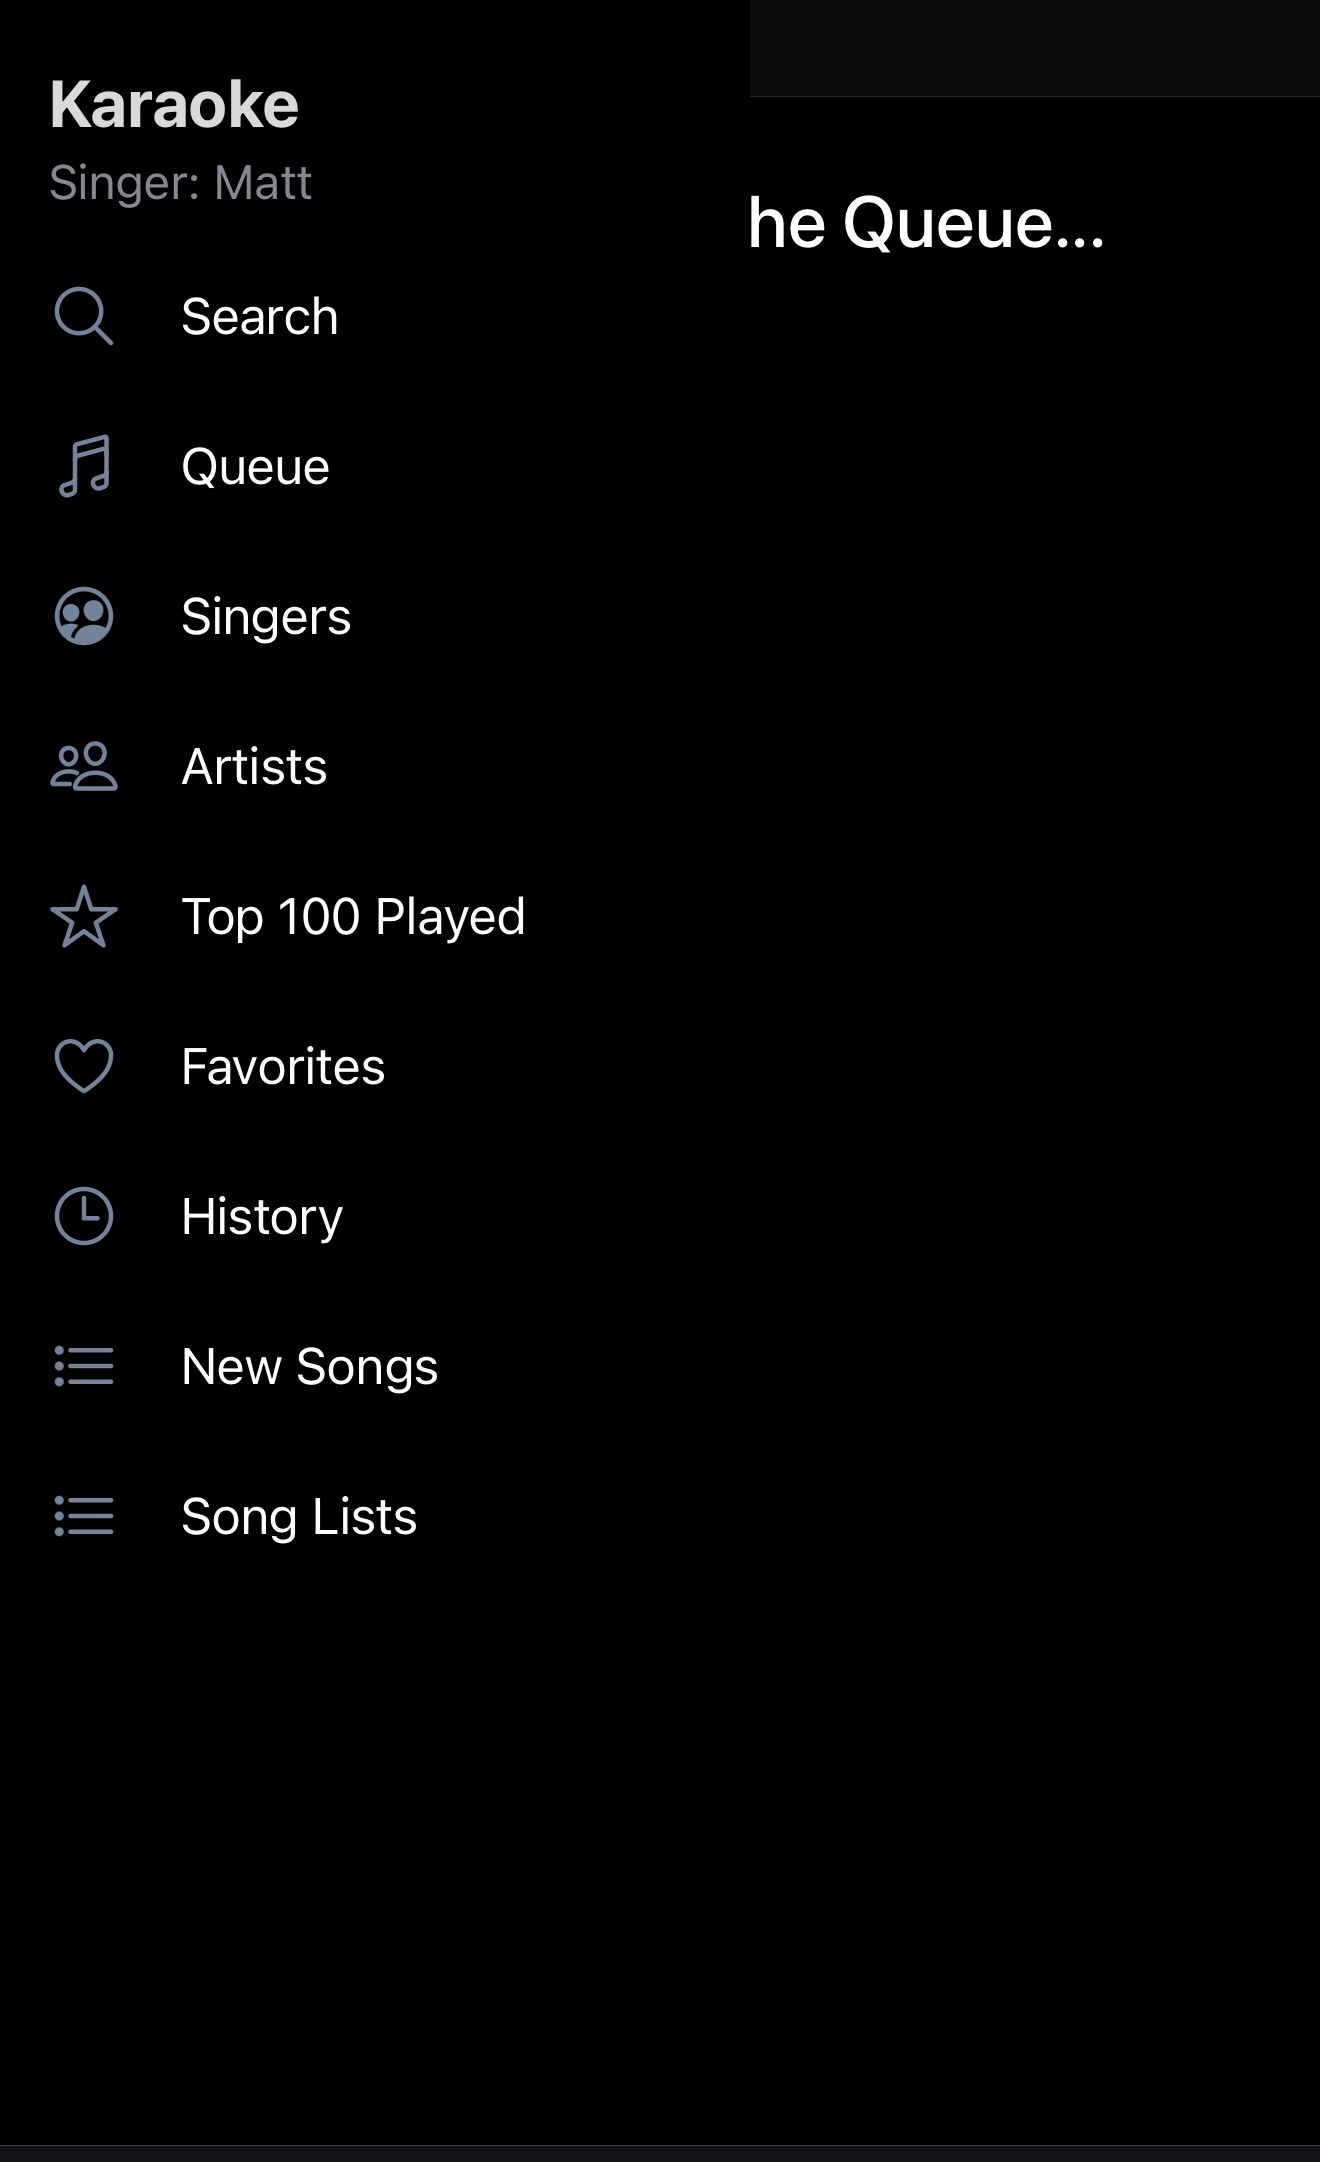 Karaoke
Singer: Matt
he Queue...
Search
Queue
Singers
Artists
Top 100 Played
Favorites
History
New Songs
Song Lists